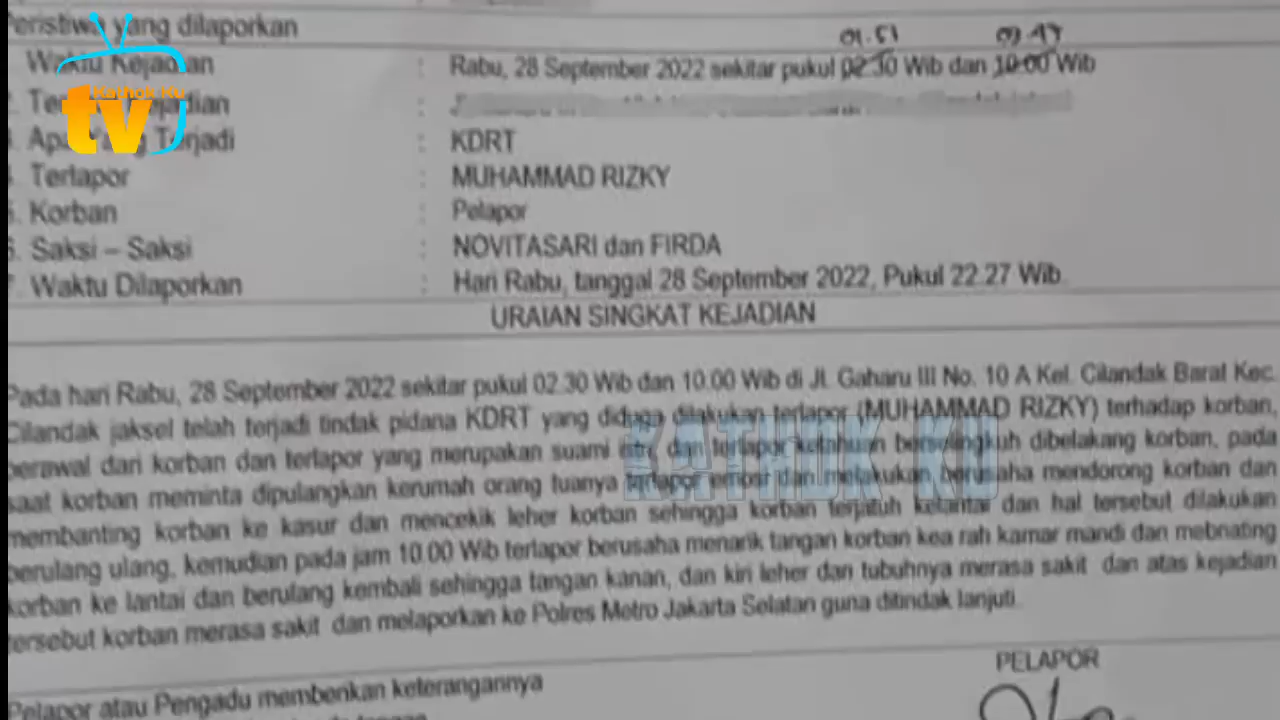 Peristiwa yang dilaporkan
01.51 09.47
Waktu Kejadian : Rabu, 28 September 2022 sekitar pukul 02.30 Wib dan 10.00 Wib
Kathok Ku
tv
Apa Yang Terjadi : KDRT
Terlapor : MUHAMMAD RIZKY
5. Korban : Pelapor
6. Saksi – Saksi : NOVITASARI dan FIRDA
7. Waktu Dilaporkan : Hari Rabu, tanggal 28 September 2022, Pukul 22.27 Wib.
URAIAN SINGKAT KEJADIAN
Pada hari Rabu, 28 September 2022 sekitar pukul 02.30 Wib dan 10.00 Wib di Jl. Gaharu III No. 10 A Kel. Cilandak Barat Kec.
Cilandak jaksel telah terjadi tindak pidana KDRT yang diduga dilakukan terlapor (MUHAMMAD RIZKY) terhadap korban,
berawal dari korban dan terlapor yang merupakan suami istri, dan terlapor ketahuan berselingkuh dibelakang korban, pada
saat korban meminta dipulangkan kerumah orang tuanya terlapor emosi dan melakukan berusaha mendorong korban dan
membanting korban ke kasur dan mencekik leher korban sehingga korban terjatuh kelantai dan hal tersebut dilakukan
berulang ulang, kemudian pada jam 10.00 Wib terlapor berusaha menarik tangan korban kea rah kamar mandi dan mebnating
korban ke lantai dan berulang kembali sehingga tangan kanan, dan kiri leher dan tubuhnya merasa sakit dan atas kejadian
tersebut korban merasa sakit dan melaporkan ke Polres Metro Jakarta Selatan guna ditindak lanjuti.
KATHOK KU
PELAPOR
Pelapor atau Pengadu memberikan keterangannya